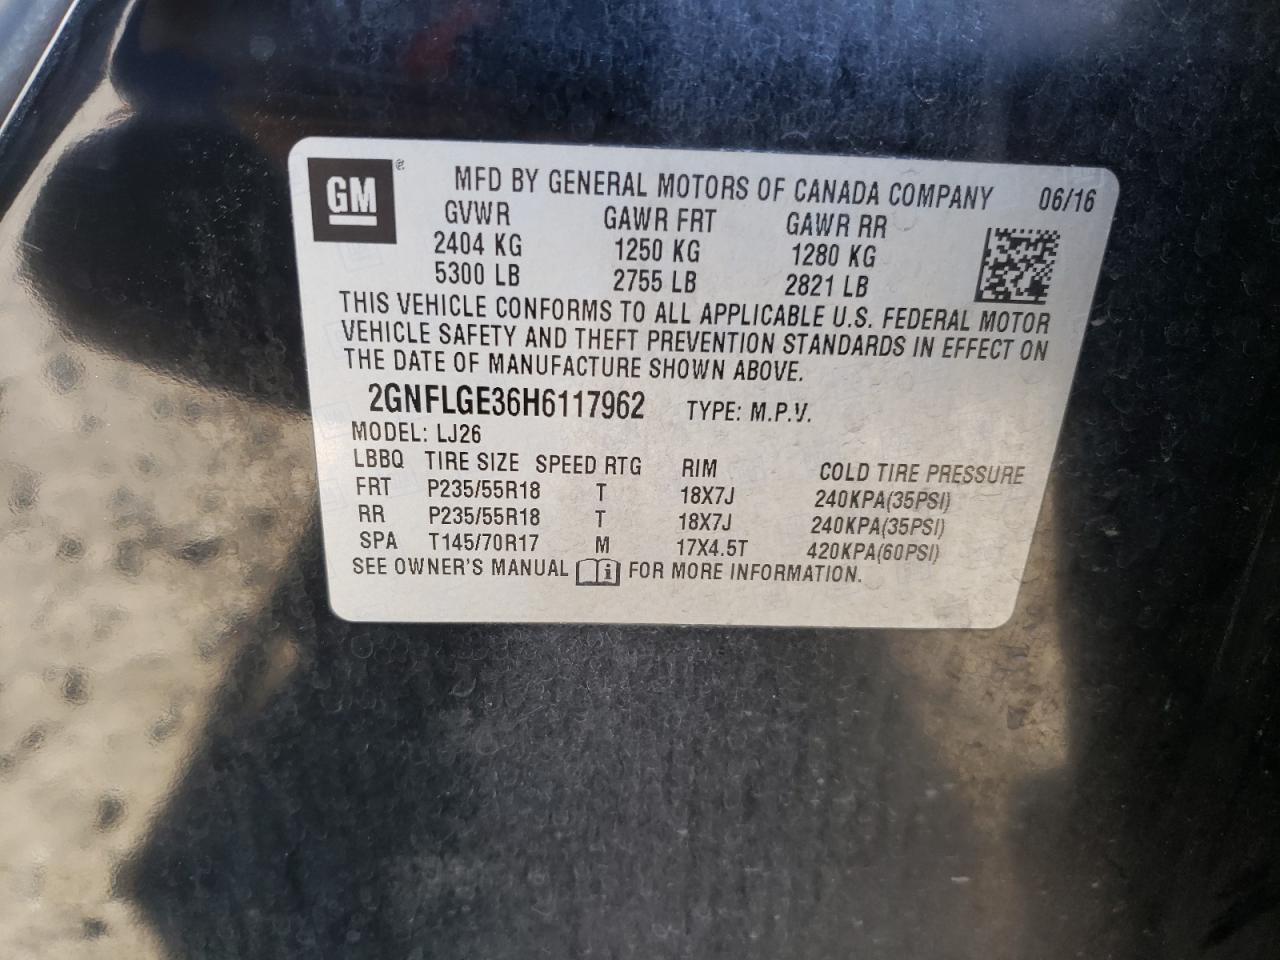 GM ®
MFD BY GENERAL MOTORS OF CANADA COMPANY 06/16
GVWR GAWR FRT GAWR RR
2404 KG 1250 KG 1280 KG
5300 LB 2755 LB 2821 LB
THIS VEHICLE CONFORMS TO ALL APPLICABLE U.S. FEDERAL MOTOR
VEHICLE SAFETY AND THEFT PREVENTION STANDARDS IN EFFECT ON
THE DATE OF MANUFACTURE SHOWN ABOVE.
2GNFLGE36H6117962 TYPE: M.P.V.
MODEL: LJ26
LBBQ TIRE SIZE SPEED RTG RIM COLD TIRE PRESSURE
FRT P235/55R18 T 18X7J 240KPA(35PSI)
RR P235/55R18 T 18X7J 240KPA(35PSI)
SPA T145/70R17 M 17X4.5T 420KPA(60PSI)
SEE OWNER'S MANUAL i FOR MORE INFORMATION.